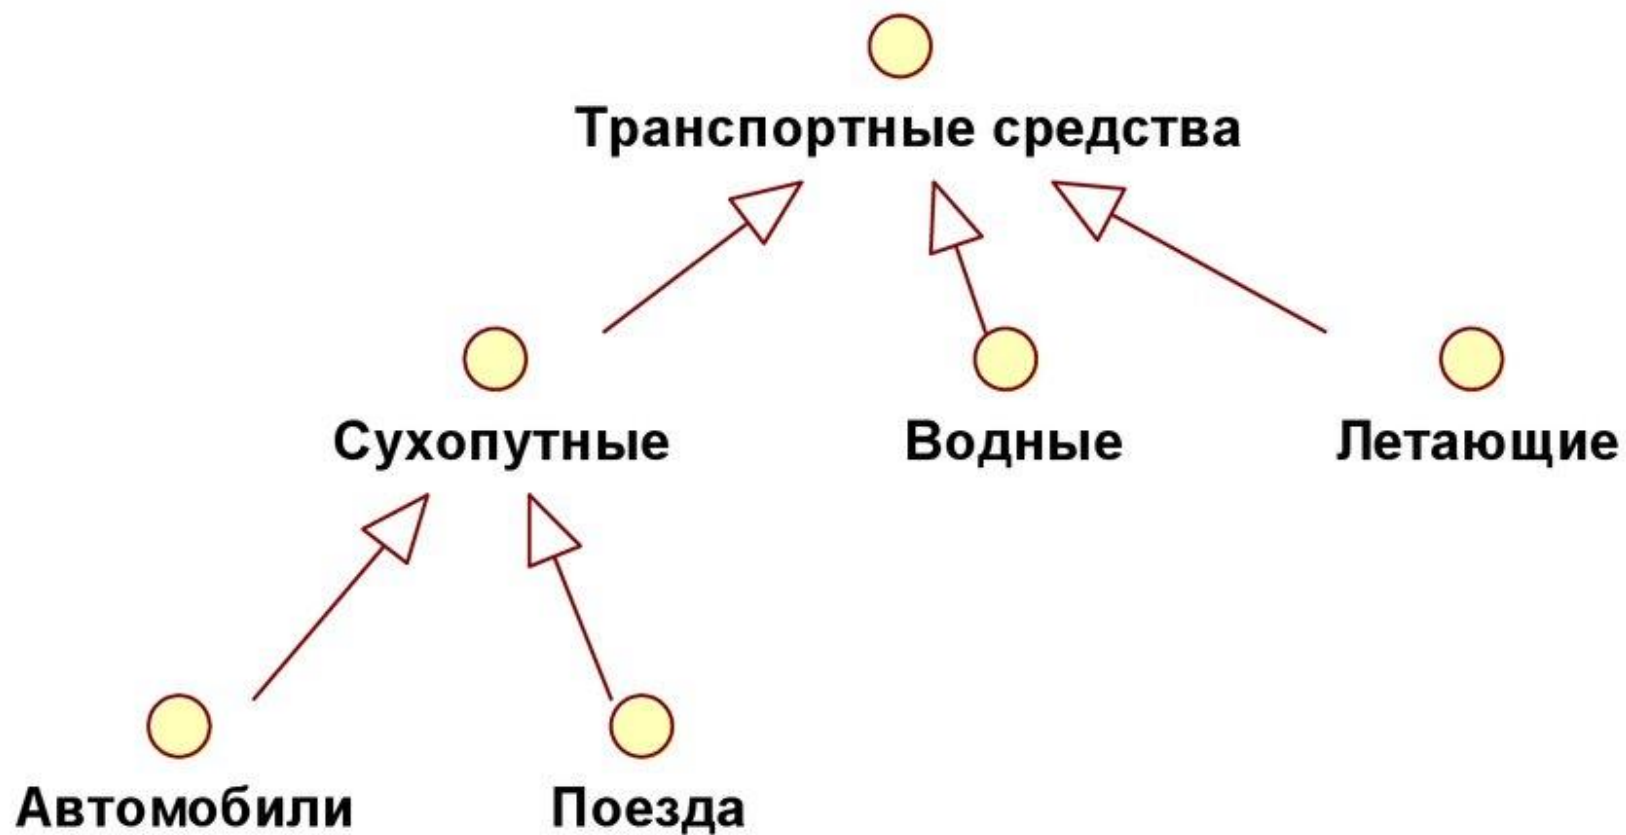 Транспортные средства
Сухопутные
Водные
Летающие
Автомобили
Поезда